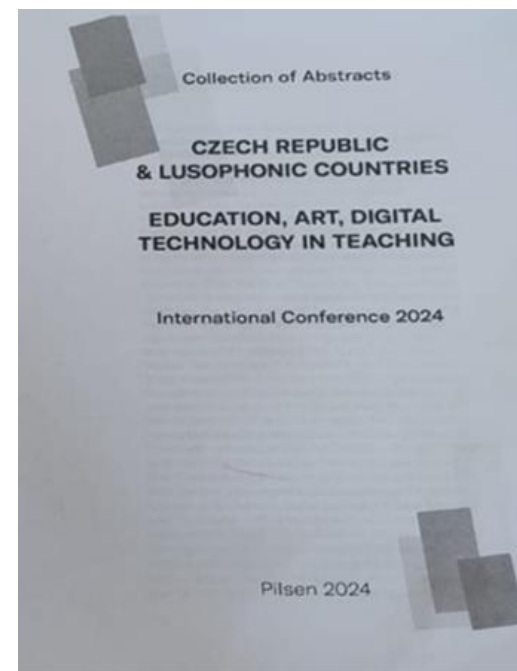 Collection of Abstracts
CZECH REPUBLIC
& LUSOPHONIC COUNTRIES
EDUCATION, ART, DIGITAL
TECHNOLOGY IN TEACHING
International Conference 2024
Pilsen 2024